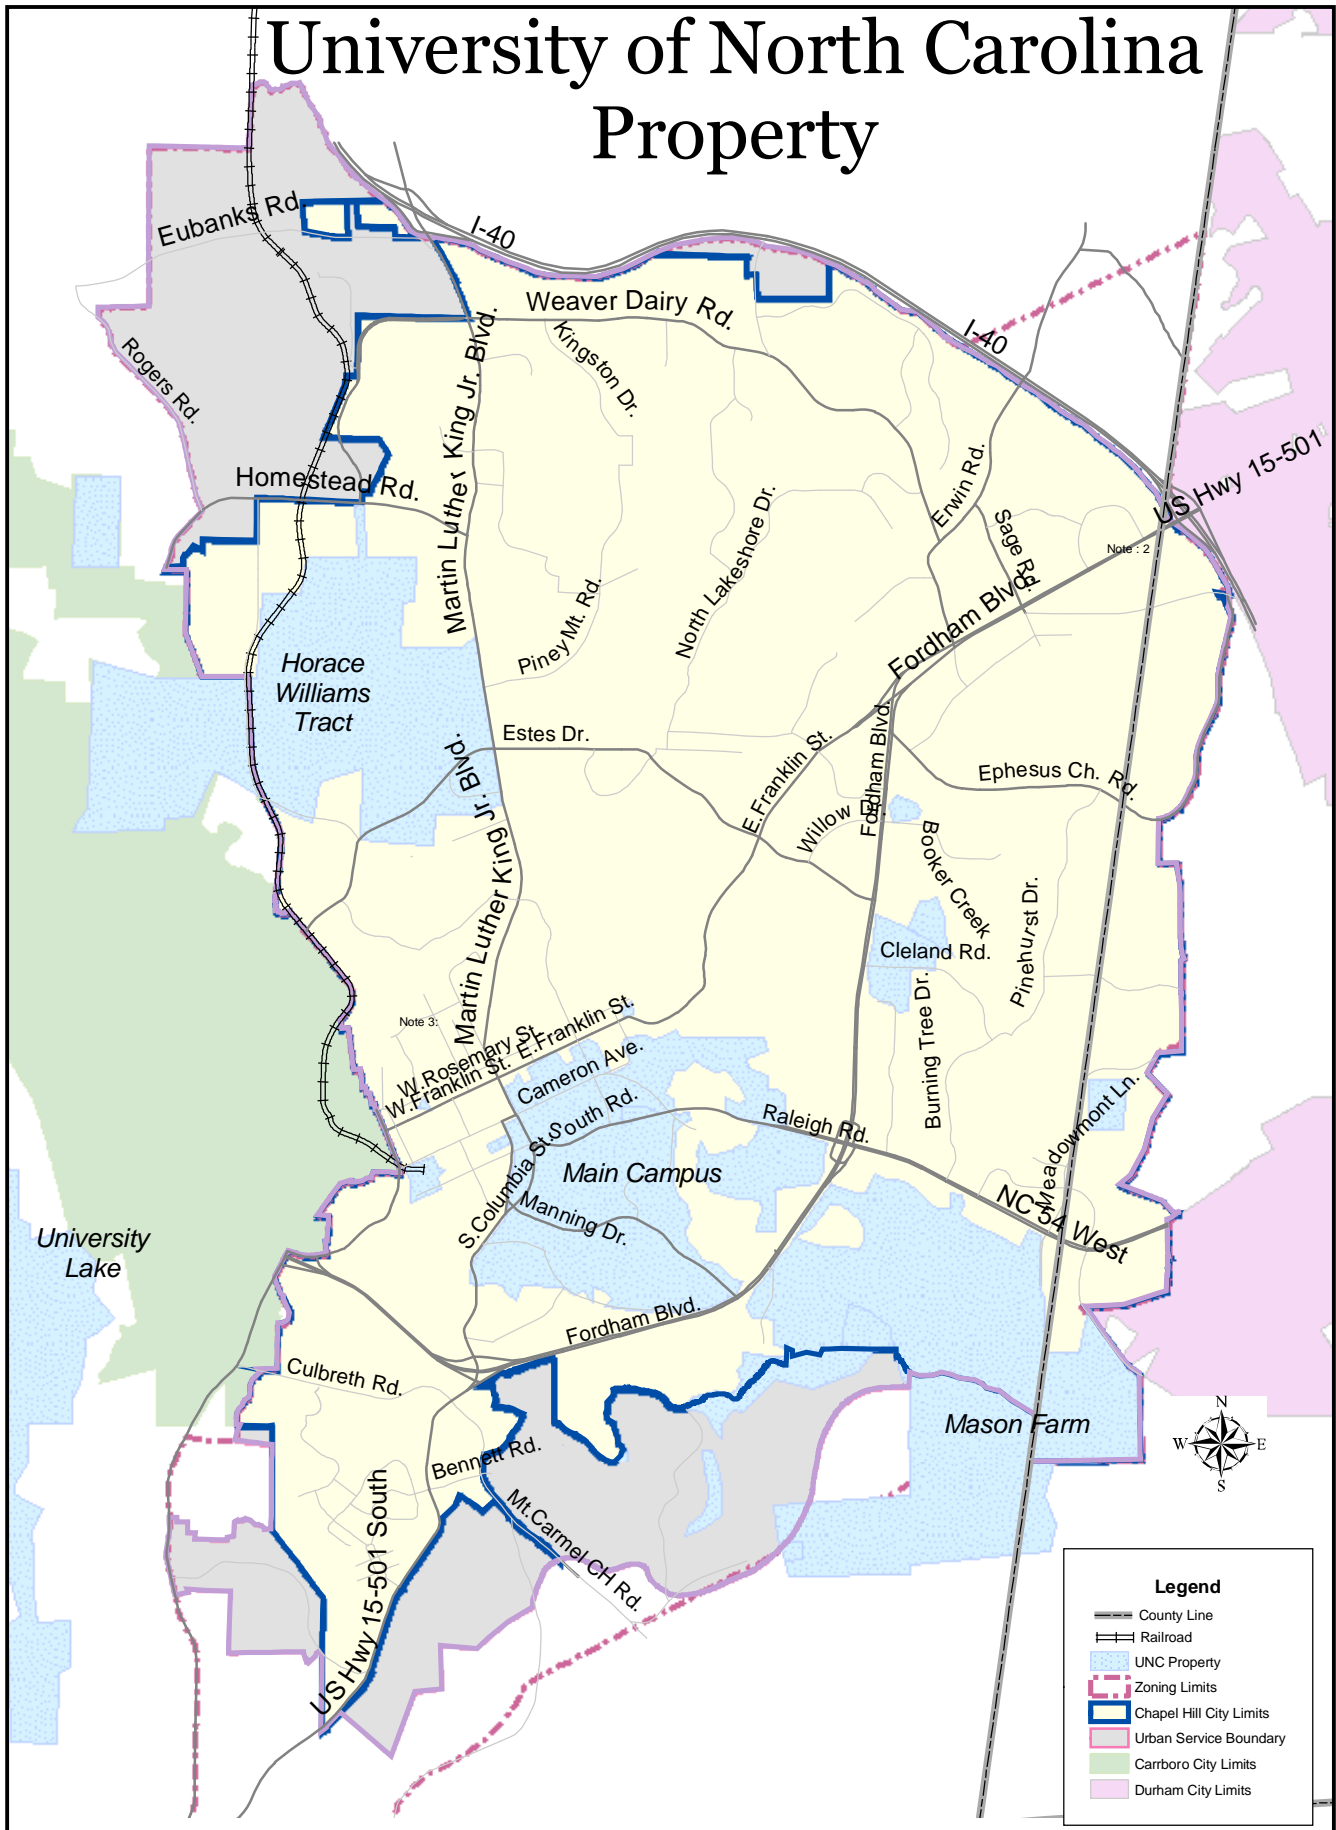 University of North Carolina
Property
Eubanks Rd.
I-40
Weaver Dairy Rd.
I-40
Rogers Rd.
Kingston Dr.
Martin Luther King Jr. Blvd.
Homestead Rd.
US Hwy 15-501
Erwin Rd.
Sage Rd.
Note : 2
North Lakeshore Dr.
Piney Mt. Rd.
Fordham Blvd.
Horace
Williams
Tract
Estes Dr.
Martin Luther King Jr. Blvd.
E.Franklin St.
Fordham Blvd.
Ephesus Ch. Rd.
Willow Dr.
Booker Creek
Pinehurst Dr.
Cleland Rd.
Burning Tree Dr.
Note 3:
W.Rosemary St.
E.Franklin St.
W.Franklin St.
Cameron Ave.
South Rd.
Raleigh Rd.
Meadowmont Ln.
S.Columbia St.
Main Campus
Manning Dr.
NC 54 West
University
Lake
Fordham Blvd.
Culbreth Rd.
Mason Farm
Bennett Rd.
Mt.Carmel CH Rd.
US Hwy 15-501 South
N
W
E
S
Legend
County Line
Railroad
UNC Property
Zoning Limits
Chapel Hill City Limits
Urban Service Boundary
Carrboro City Limits
Durham City Limits